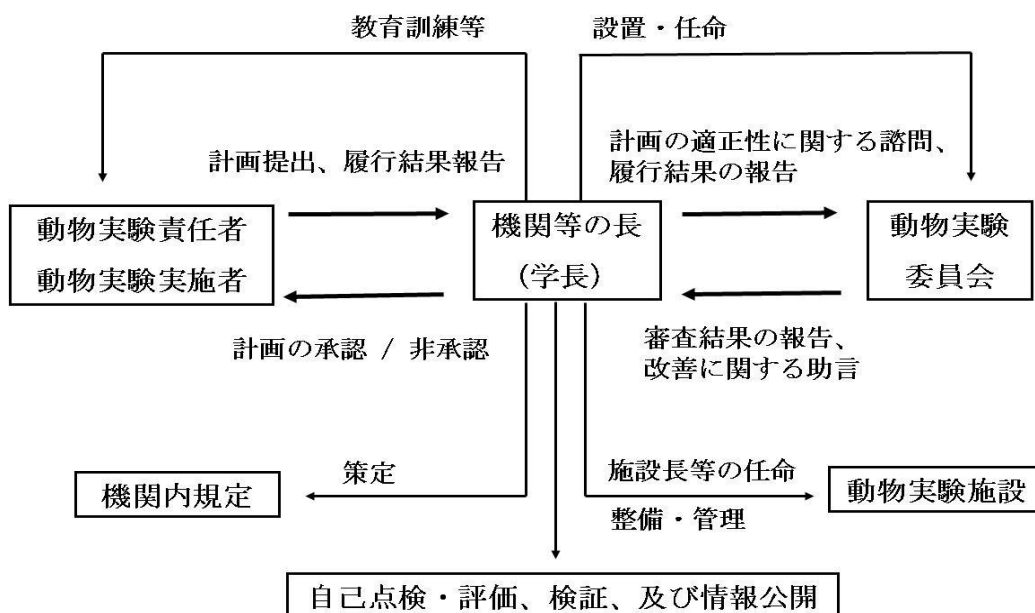 教育訓練等
設置・任命
計画提出、履行結果報告
計画の適正性に関する諮問、
履行結果の報告
動物実験責任者
動物実験実施者
機関等の長
(学長)
動物実験
委員会
計画の承認 / 非承認
審査結果の報告、
改善に関する助言
策定
機関内規定
施設長等の任命
整備・管理
動物実験施設
自己点検・評価、検証、及び情報公開